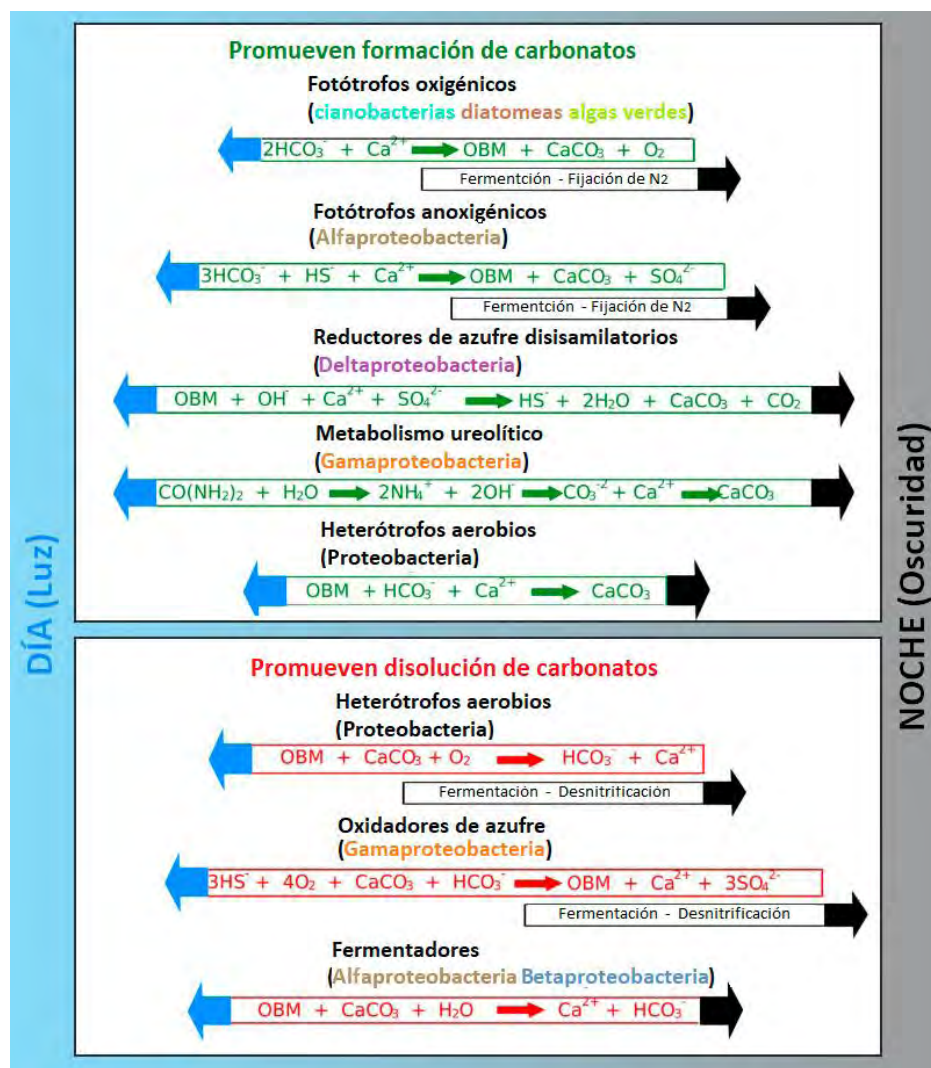 Promueven formación de carbonatos
Fotótrofos oxigénicos
(cianobacterias diatomeas algas verdes)
2HCO₃⁻ + Ca²⁺ → OBM + CaCO₃ + O₂
Fermentción - Fijación de N2
Fotótrofos anoxigénicos
(Alfaproteobacteria)
3HCO₃⁻ + HS⁻ + Ca²⁺ → OBM + CaCO₃ + SO₄²⁻
Fermentción - Fijación de N2
Reductores de azufre disisamilatorios
(Deltaproteobacteria)
OBM + OH⁻ + Ca²⁺ + SO₄²⁻ → HS⁻ + 2H₂O + CaCO₃ + CO₂
Metabolismo ureolítico
(Gamaproteobacteria)
CO(NH₂)₂ + H₂O → 2NH₄⁺ + 2OH⁻ → CO₃⁻² + Ca²⁺ → CaCO₃
Heterótrofos aerobios
(Proteobacteria)
OBM + HCO₃⁻ + Ca²⁺ → CaCO₃
DÍA (Luz)
NOCHE (Oscuridad)
Promueven disolución de carbonatos
Heterótrofos aerobios
(Proteobacteria)
OBM + CaCO₃ + O₂ → HCO₃⁻ + Ca²⁺
Fermentación - Desnitrificación
Oxidadores de azufre
(Gamaproteobacteria)
3HS⁻ + 4O₂ + CaCO₃ + HCO₃⁻ → OBM + Ca²⁺ + 3SO₄²⁻
Fermentación - Desnitrificación
Fermentadores
(Alfaproteobacteria Betaproteobacteria)
OBM + CaCO₃ + H₂O → Ca²⁺ + HCO₃⁻